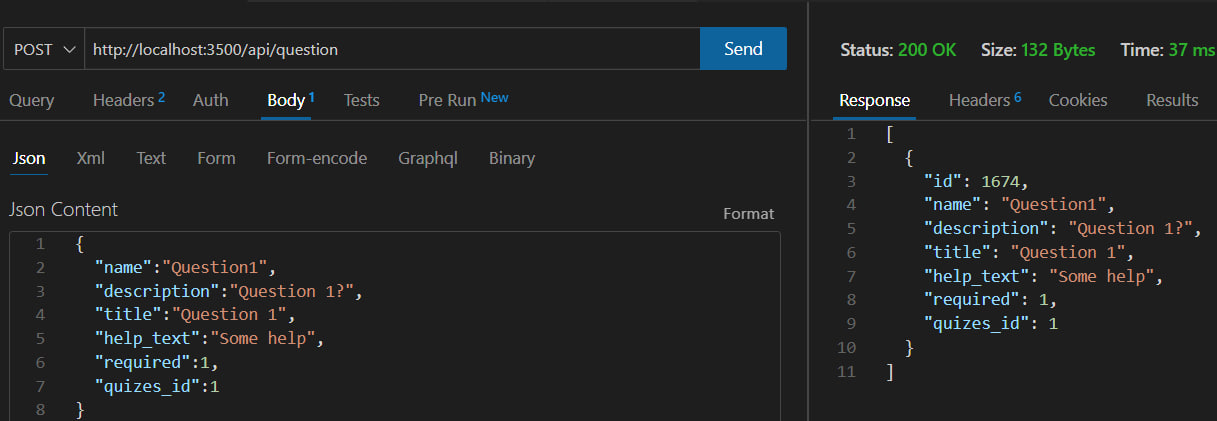 POST http://localhost:3500/api/question Send
Query Headers 2 Auth Body 1 Tests Pre Run New
Json Xml Text Form Form-encode Graphql Binary
Json Content
Format
1 {
2 "name":"Question1",
3 "description":"Question 1?",
4 "title":"Question 1",
5 "help_text":"Some help",
6 "required":1,
7 "quizes_id":1
8 }
Status: 200 OK Size: 132 Bytes Time: 37 ms
Response Headers 6 Cookies Results
1 [
2 {
3 "id": 1674,
4 "name": "Question1",
5 "description": "Question 1?",
6 "title": "Question 1",
7 "help_text": "Some help",
8 "required": 1,
9 "quizes_id": 1
10 }
11 ]